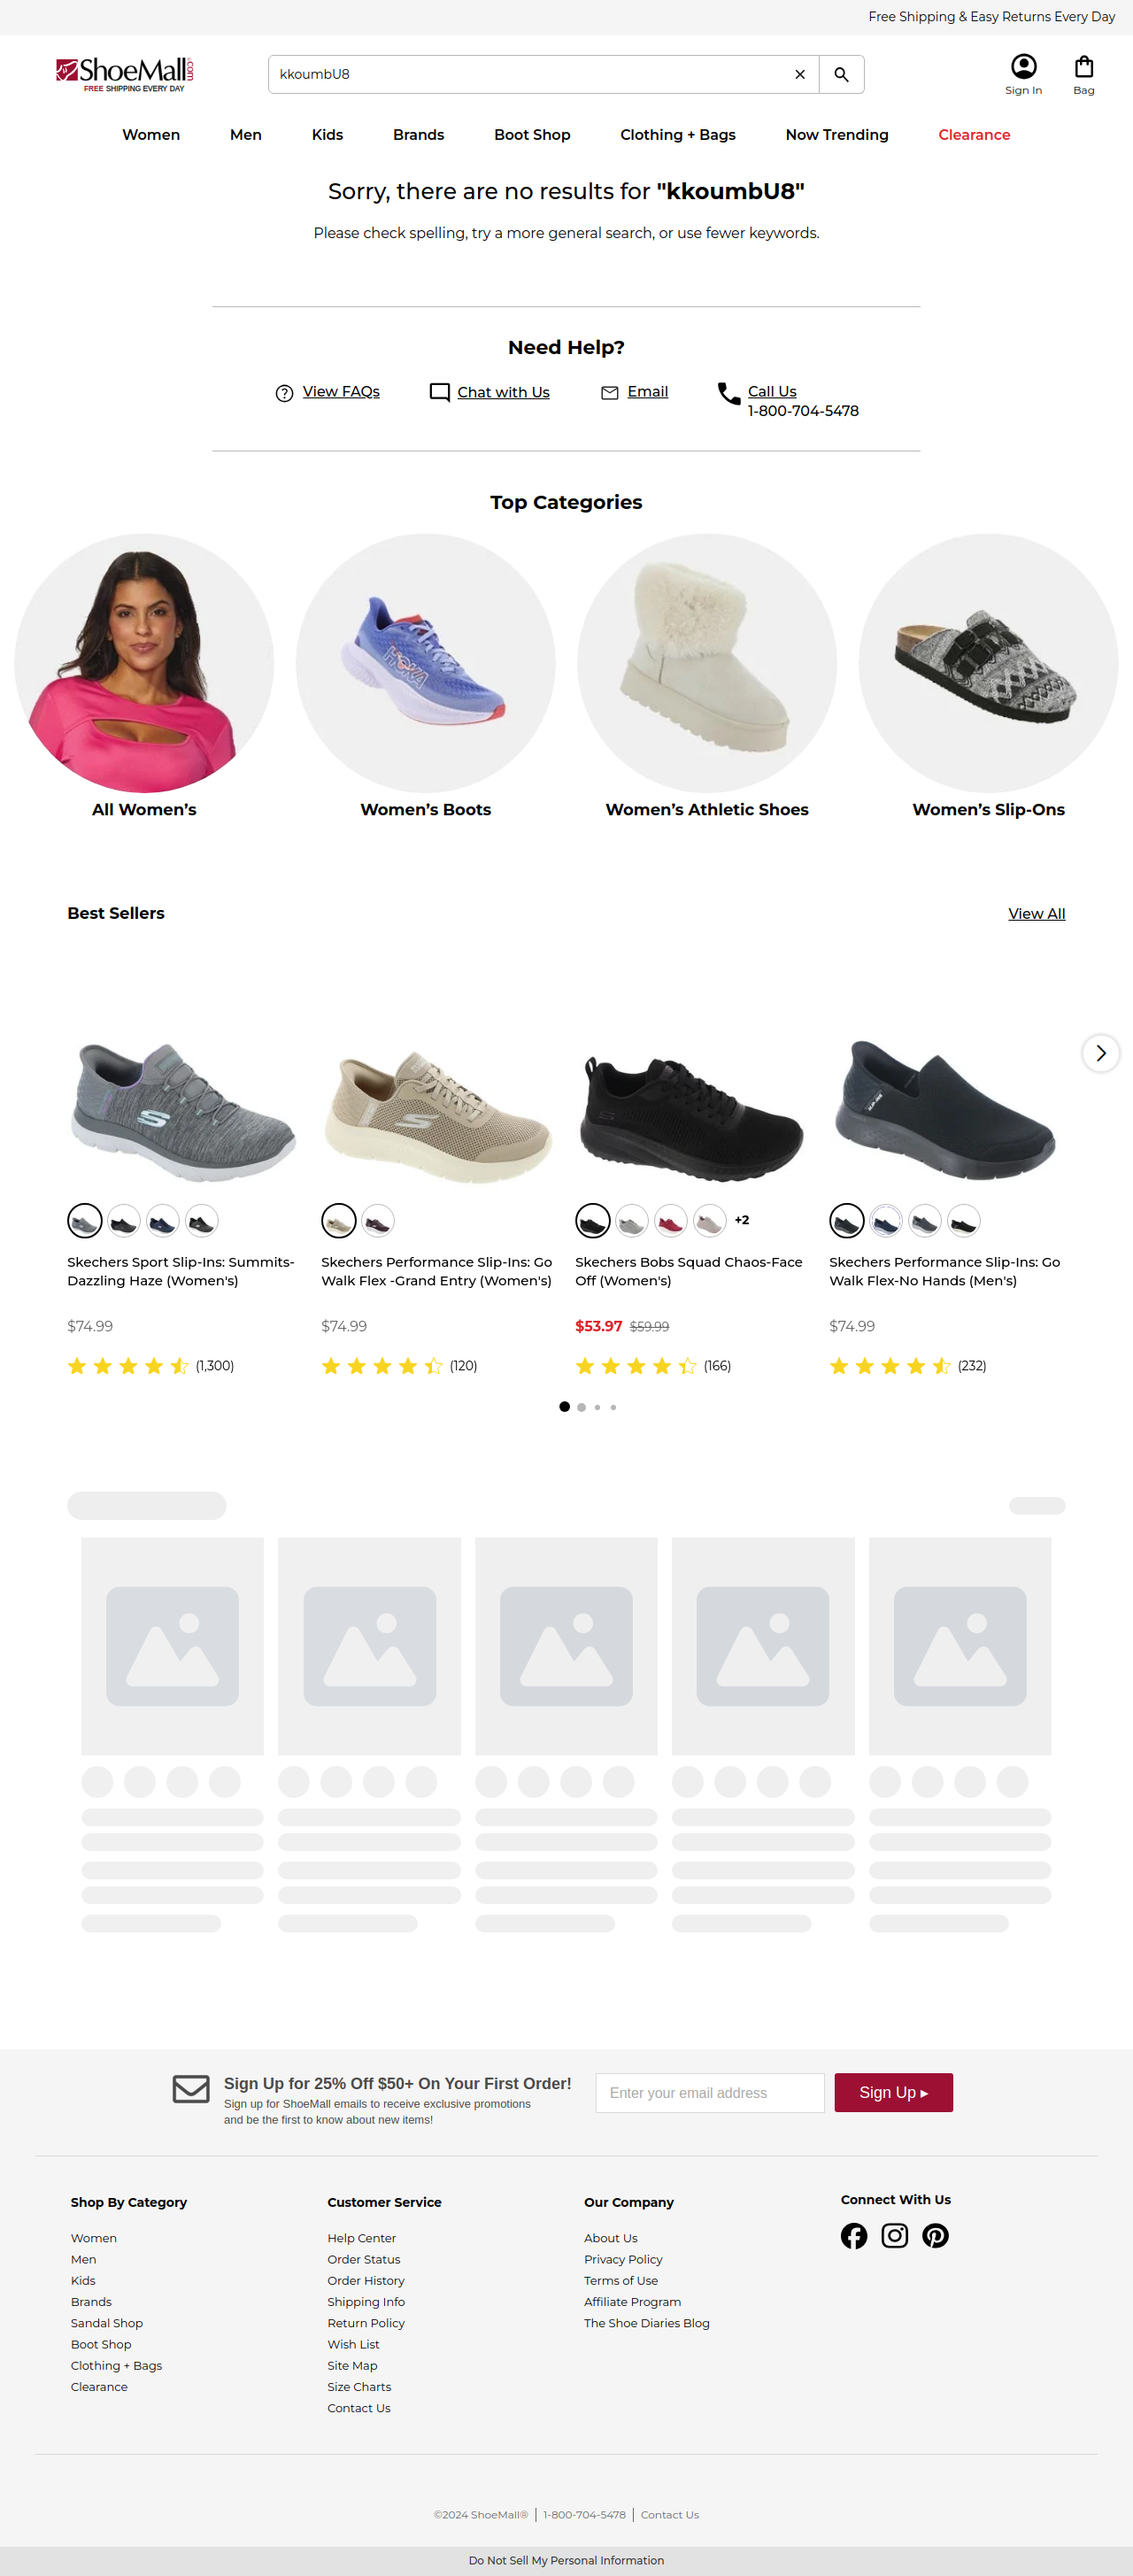 Free Shipping & Easy Returns Every Day
ShoeMall.com
FREE SHIPPING EVERY DAY
kkoumbU8
Sign In
Bag
Women
Men
Kids
Brands
Boot Shop
Clothing + Bags
Now Trending
Clearance
Sorry, there are no results for "kkoumbU8"
Please check spelling, try a more general search, or use fewer keywords.
Need Help?
View FAQs
Chat with Us
Email
Call Us
1-800-704-5478
Top Categories
HOKA
All Women’s
Women’s Boots
Women’s Athletic Shoes
Women’s Slip-Ons
Best Sellers
View All
+2
Skechers Sport Slip-Ins: Summits-
Dazzling Haze (Women's)
$74.99
(1,300)
Skechers Performance Slip-Ins: Go
Walk Flex -Grand Entry (Women's)
$74.99
(120)
Skechers Bobs Squad Chaos-Face
Off (Women's)
$53.97 $59.99
(166)
Skechers Performance Slip-Ins: Go
Walk Flex-No Hands (Men's)
$74.99
(232)
Sign Up for 25% Off $50+ On Your First Order!
Sign up for ShoeMall emails to receive exclusive promotions
and be the first to know about new items!
Enter your email address
Sign Up ▸
Shop By Category
Women
Men
Kids
Brands
Sandal Shop
Boot Shop
Clothing + Bags
Clearance
Customer Service
Help Center
Order Status
Order History
Shipping Info
Return Policy
Wish List
Site Map
Size Charts
Contact Us
Our Company
About Us
Privacy Policy
Terms of Use
Affiliate Program
The Shoe Diaries Blog
Connect With Us
©2024 ShoeMall® | 1-800-704-5478 | Contact Us
Do Not Sell My Personal Information